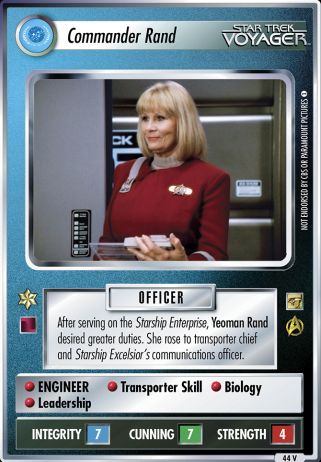 Commander Rand
STAR TREK
VOYAGER
NOT ENDORSED BY CBS OR PARAMOUNT PICTURES
OFFICER
After serving on the Starship Enterprise, Yeoman Rand
desired greater duties. She rose to transporter chief
and Starship Excelsior's communications officer.
ENGINEER Transporter Skill Biology
Leadership
INTEGRITY 7 CUNNING 7 STRENGTH 4
44 V